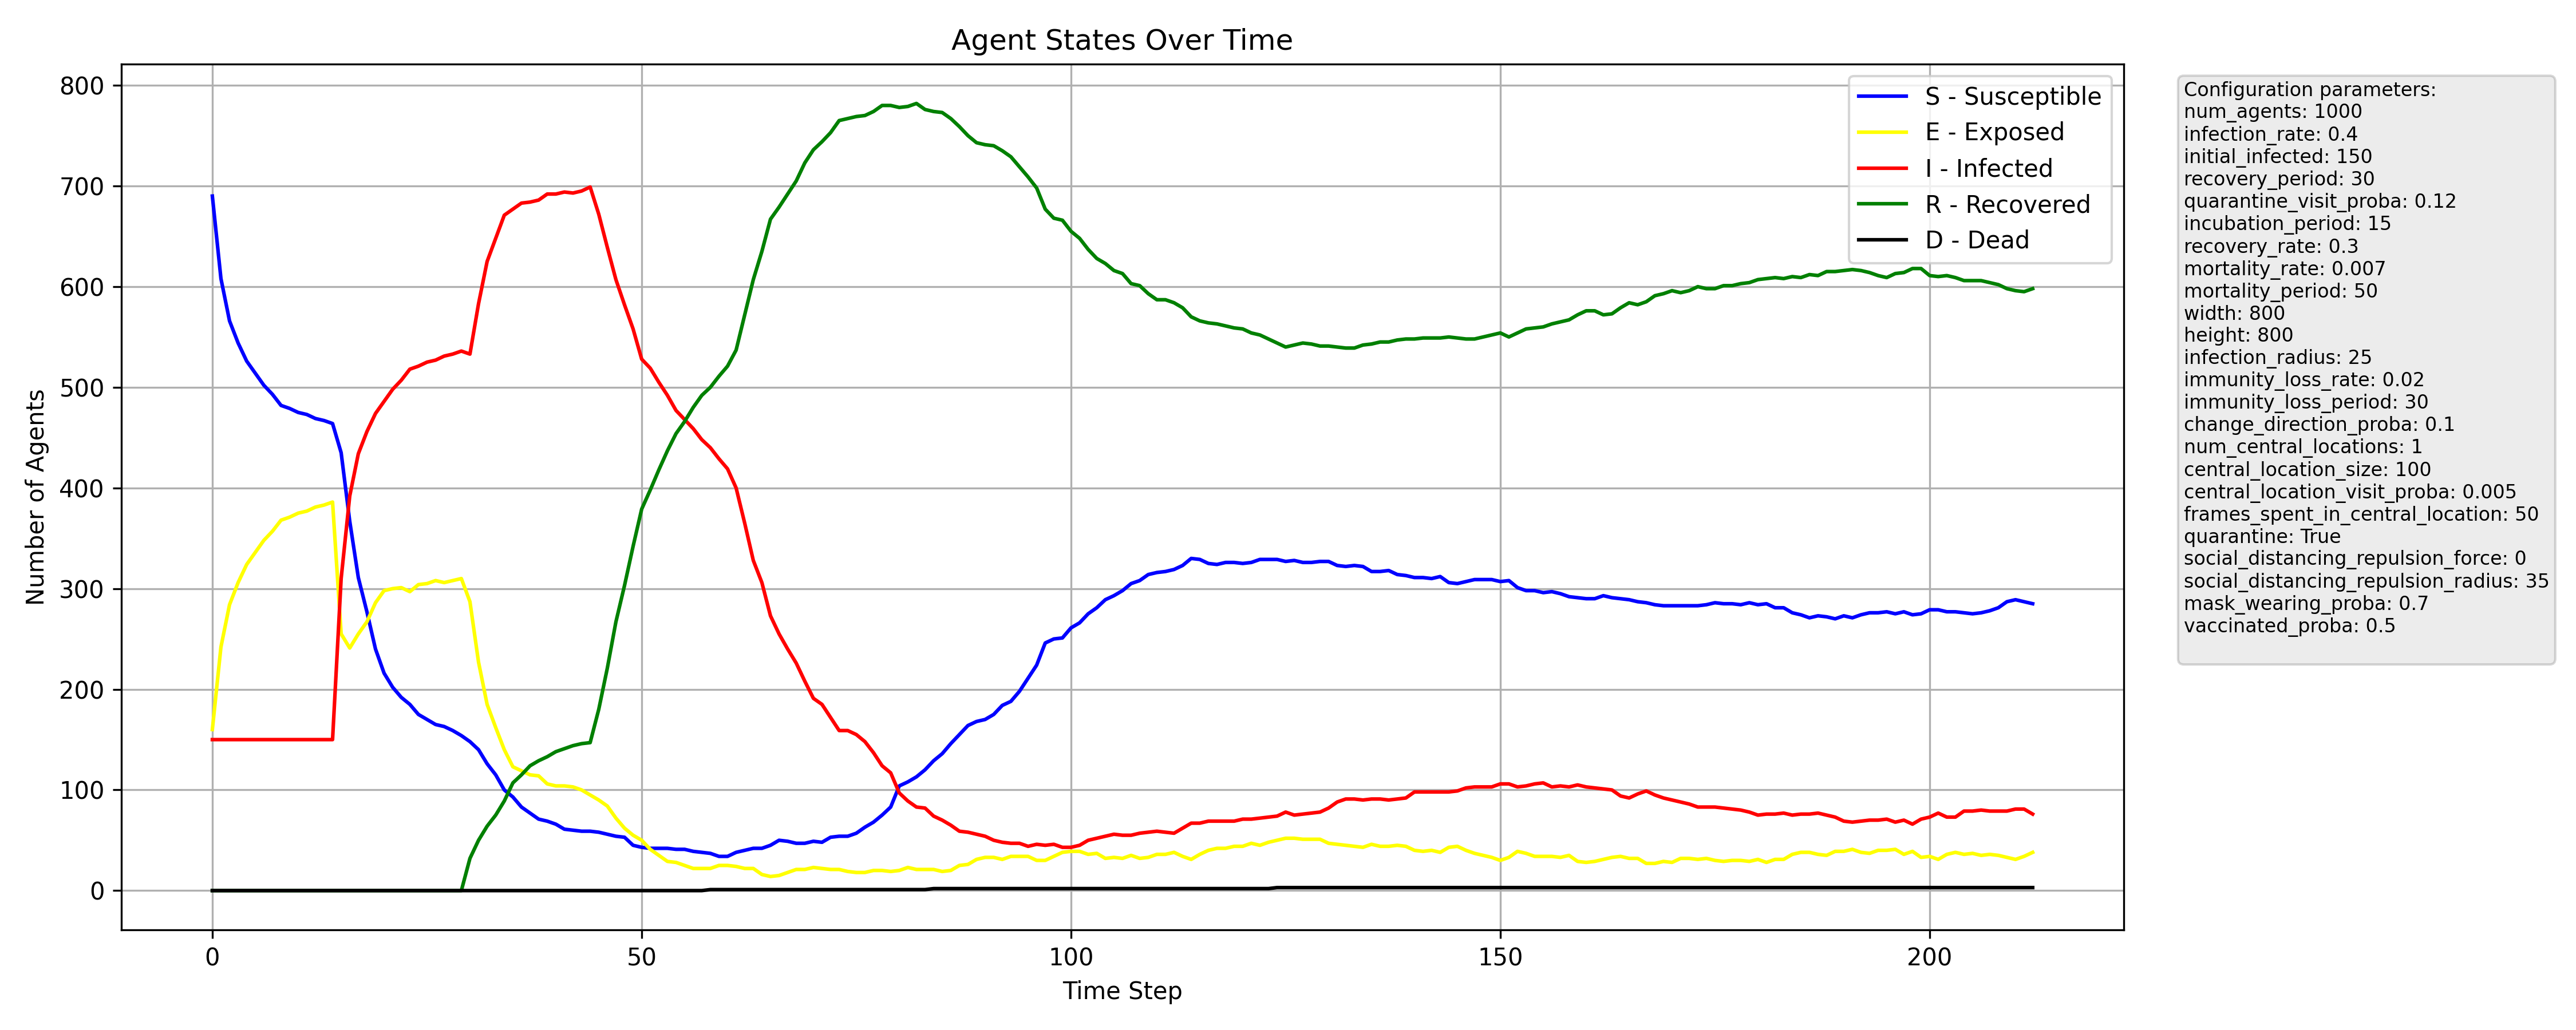 Agent States Over Time
800
700
600
500
400
300
200
100
0
Number of Agents
0
50
100
150
200
Time Step
S - Susceptible
E - Exposed
I - Infected
R - Recovered
D - Dead
Configuration parameters:
num_agents: 1000
infection_rate: 0.4
initial_infected: 150
recovery_period: 30
quarantine_visit_proba: 0.12
incubation_period: 15
recovery_rate: 0.3
mortality_rate: 0.007
mortality_period: 50
width: 800
height: 800
infection_radius: 25
immunity_loss_rate: 0.02
immunity_loss_period: 30
change_direction_proba: 0.1
num_central_locations: 1
central_location_size: 100
central_location_visit_proba: 0.005
frames_spent_in_central_location: 50
quarantine: True
social_distancing_repulsion_force: 0
social_distancing_repulsion_radius: 35
mask_wearing_proba: 0.7
vaccinated_proba: 0.5